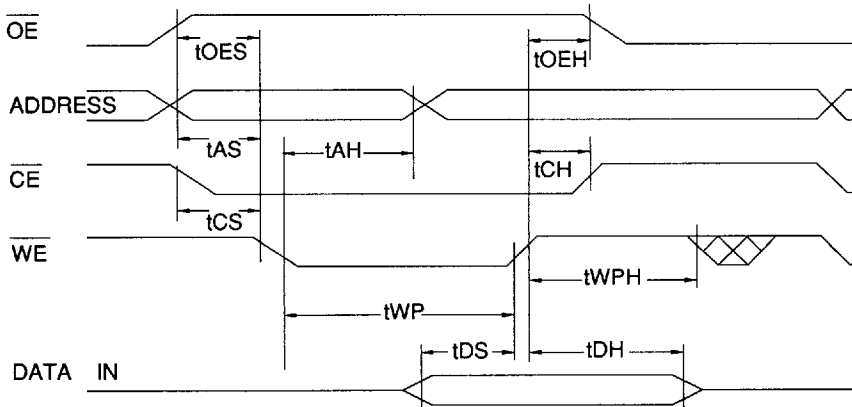 OE
tOES
tOEH
ADDRESS
tAS
tAH
CE
tCH
tCS
WE
tWPH
tWP
tDS
tDH
DATA IN